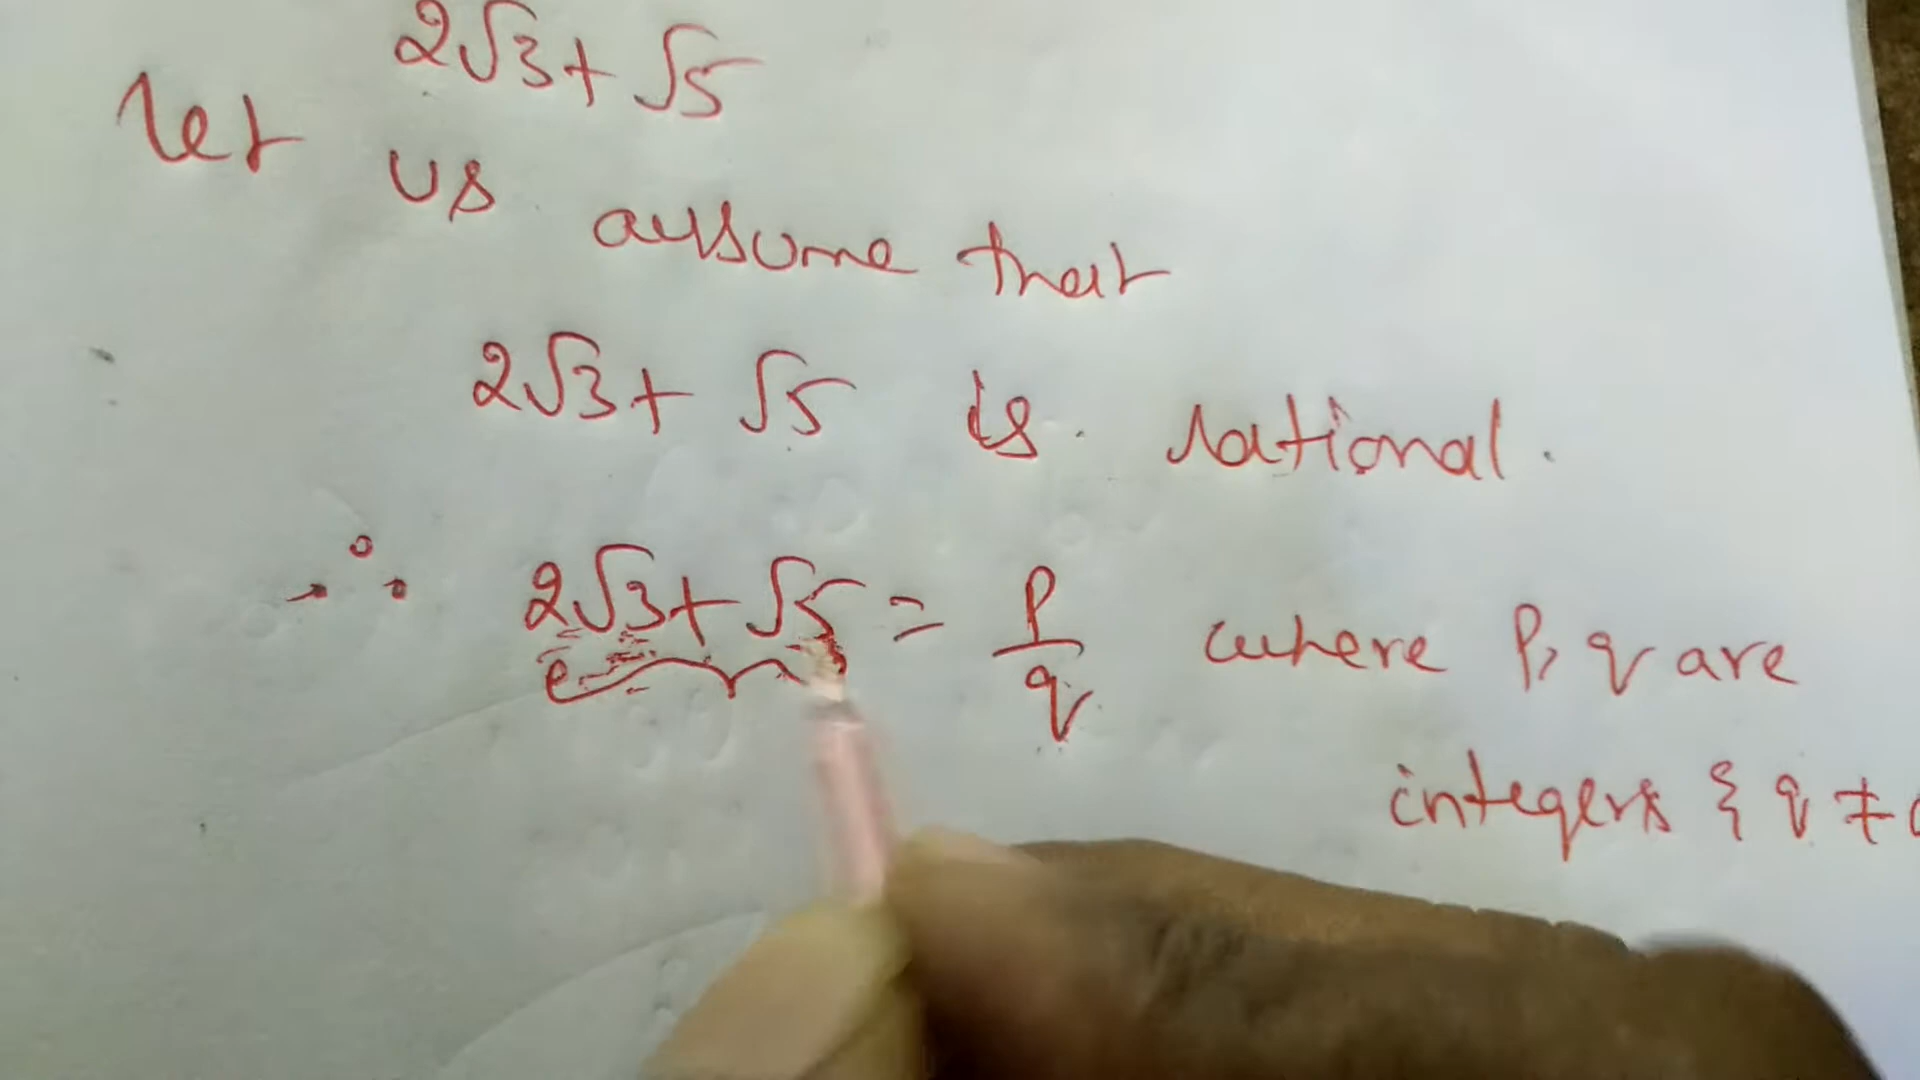 2√3+ √5
let us assume that
2√3+ √5 is rational.
∴ 2√3+ √5 = p/q where p, q are
integers & q ≠